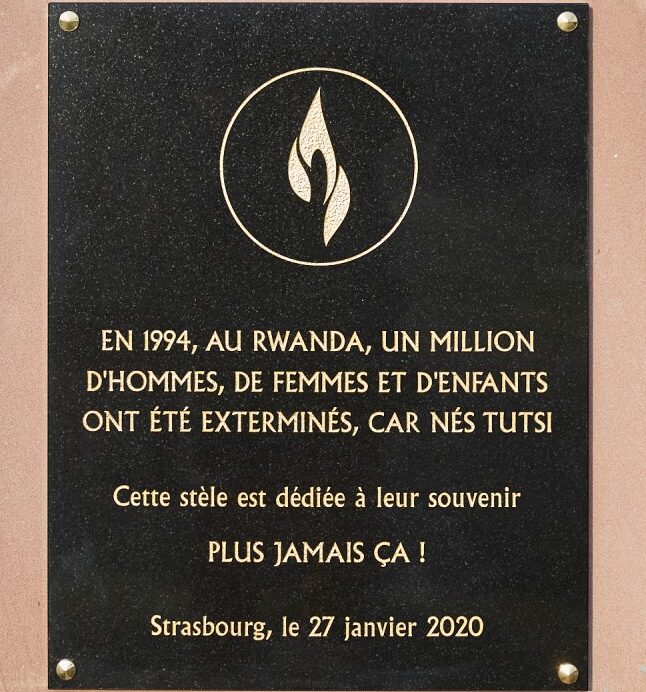 EN 1994, AU RWANDA, UN MILLION
D'HOMMES, DE FEMMES ET D'ENFANTS
ONT ÉTÉ EXTERMINÉS, CAR NÉS TUTSI
Cette stèle est dédiée à leur souvenir
PLUS JAMAIS ÇA !
Strasbourg, le 27 janvier 2020